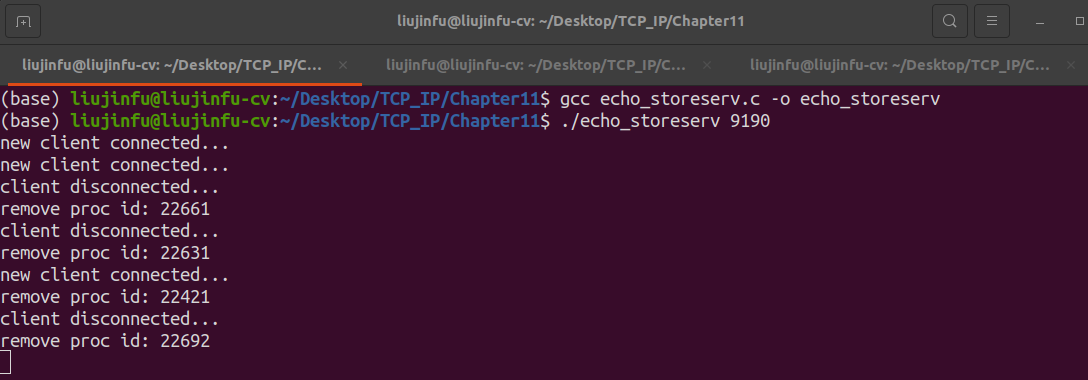 liujinfu@liujinfu-cv: ~/Desktop/TCP_IP/Chapter11
liujinfu@liujinfu-cv: ~/Desktop/TCP_IP/C... × liujinfu@liujinfu-cv: ~/Desktop/TCP_IP/C... × liujinfu@liujinfu-cv: ~/Desktop/TCP_IP/C... ×
(base) liujinfu@liujinfu-cv:~/Desktop/TCP_IP/Chapter11$ gcc echo_storeserv.c -o echo_storeserv
(base) liujinfu@liujinfu-cv:~/Desktop/TCP_IP/Chapter11$ ./echo_storeserv 9190
new client connected...
new client connected...
client disconnected...
remove proc id: 22661
client disconnected...
remove proc id: 22631
new client connected...
remove proc id: 22421
client disconnected...
remove proc id: 22692